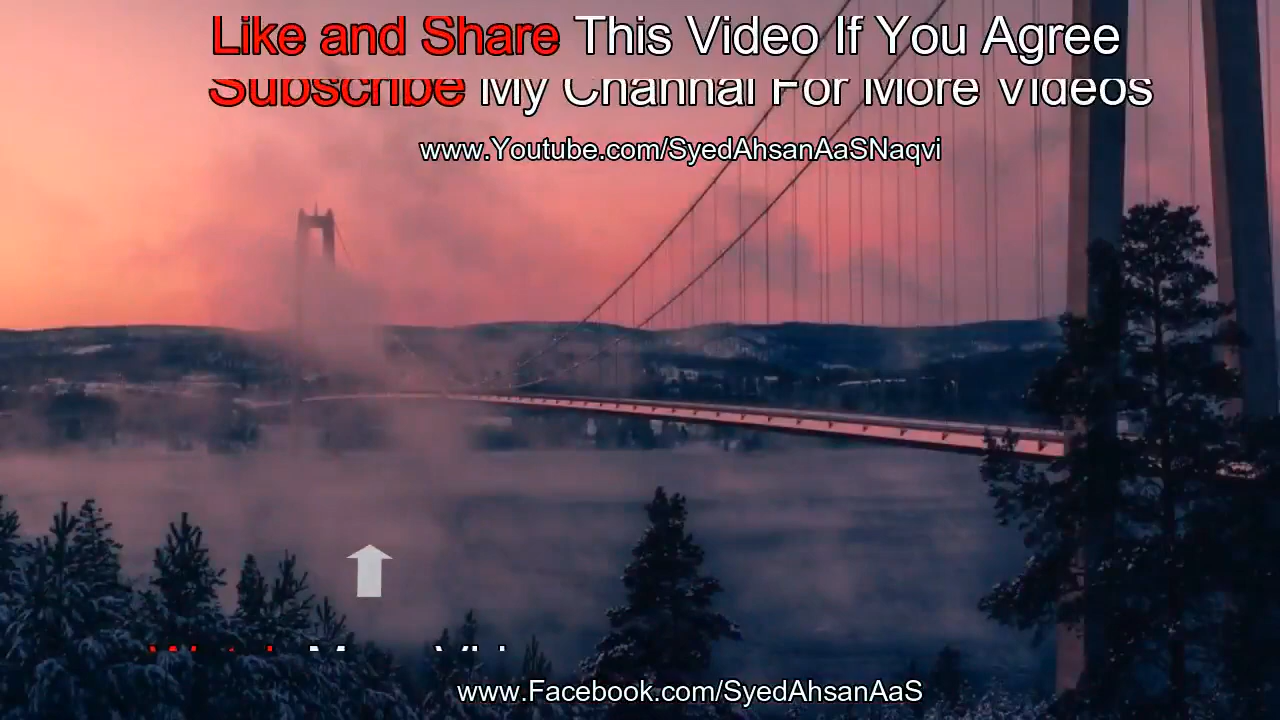 Like and Share This Video If You Agree
Subscribe My Channal For More Videos
www.Youtube.com/SyedAhsanAaSNaqvi
www.Facebook.com/SyedAhsanAaS